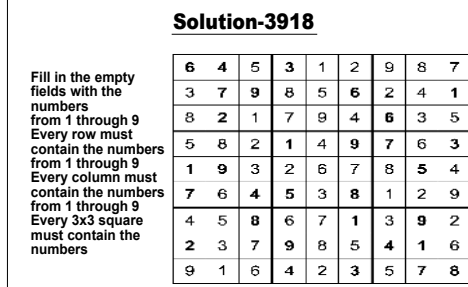 Solution-3918
Fill in the empty
fields with the
numbers
from 1 through 9
Every row must
contain the numbers
from 1 through 9
Every column must
contain the numbers
from 1 through 9
Every 3x3 square
must contain the
numbers
6 4 5 3 1 2 9 8 7
3 7 9 8 5 6 2 4 1
8 2 1 7 9 4 6 3 5
5 8 2 1 4 9 7 6 3
1 9 3 2 6 7 8 5 4
7 6 4 5 3 8 1 2 9
4 5 8 6 7 1 3 9 2
2 3 7 9 8 5 4 1 6
9 1 6 4 2 3 5 7 8